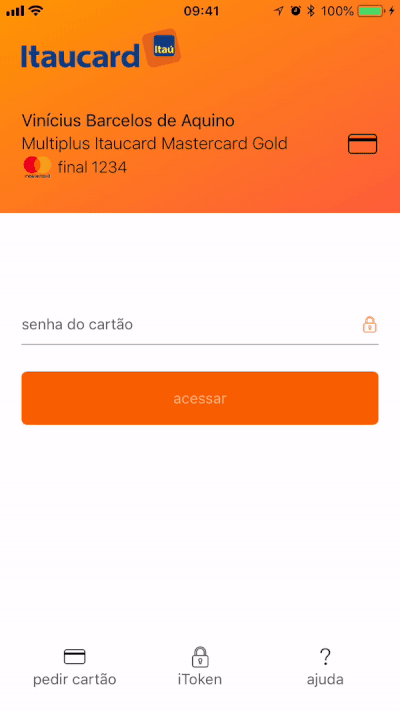 09:41
100%
Itaucard
Itaú
Vinícius Barcelos de Aquino
Multiplus Itaucard Mastercard Gold
final 1234
senha do cartão
acessar
pedir cartão
iToken
ajuda